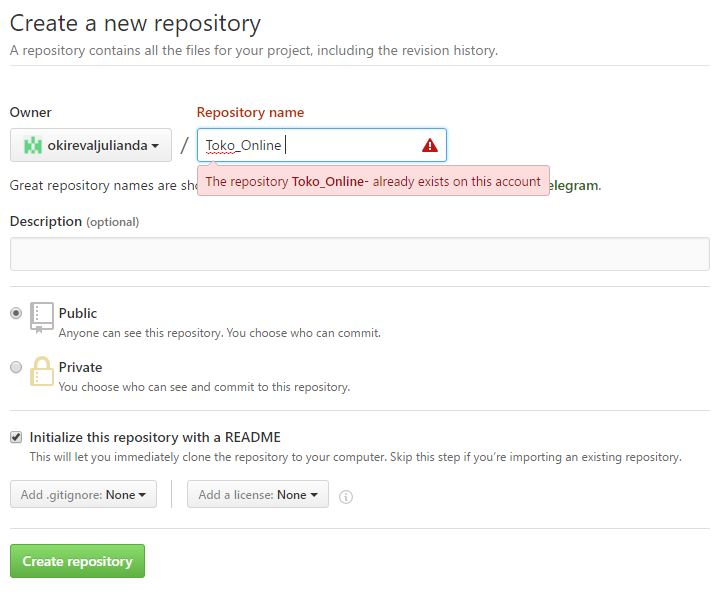 Create a new repository
A repository contains all the files for your project, including the revision history.
Owner
Repository name
okirevaljulianda
/
Toko_Online
Great repository names are sho
elegram.
The repository Toko_Online- already exists on this account
Description (optional)
Public
Anyone can see this repository. You choose who can commit.
Private
You choose who can see and commit to this repository.
Initialize this repository with a README
This will let you immediately clone the repository to your computer. Skip this step if you’re importing an existing repository.
Add .gitignore: None
Add a license: None
Create repository